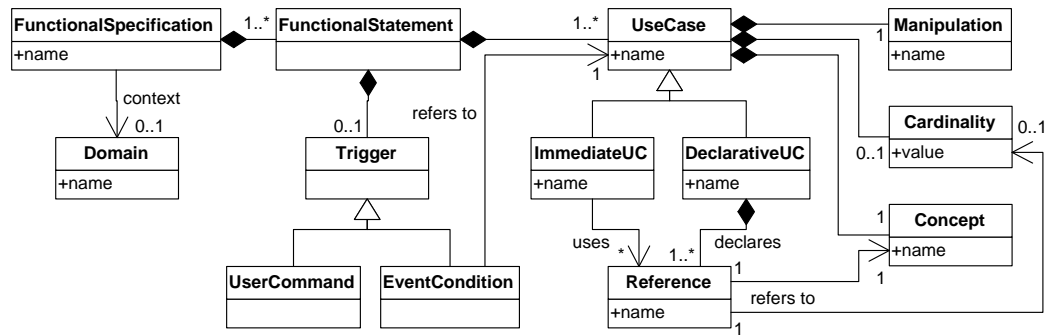 FunctionalSpecification
+name
1..*
FunctionalStatement
1..*
UseCase
+name
1
1
Manipulation
+name
context
0..1
refers to
0..1
Domain
+name
Trigger
ImmediateUC
+name
DeclarativeUC
+name
Cardinality
+value
0..1
0..1
uses
*
declares
1..*
1
Concept
+name
1
UserCommand
EventCondition
Reference
+name
1
refers to
1